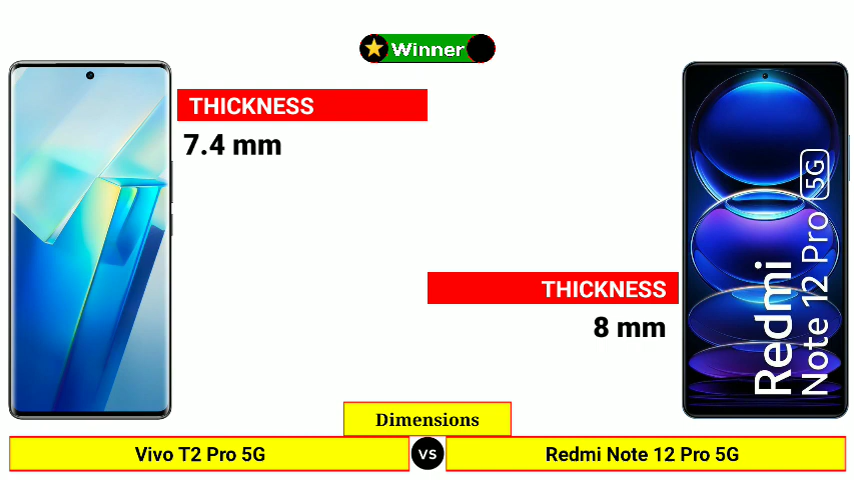 Winner
THICKNESS
7.4 mm
THICKNESS
8 mm
Redmi
Note 12 Pro 5G
Dimensions
Vivo T2 Pro 5G
VS
Redmi Note 12 Pro 5G